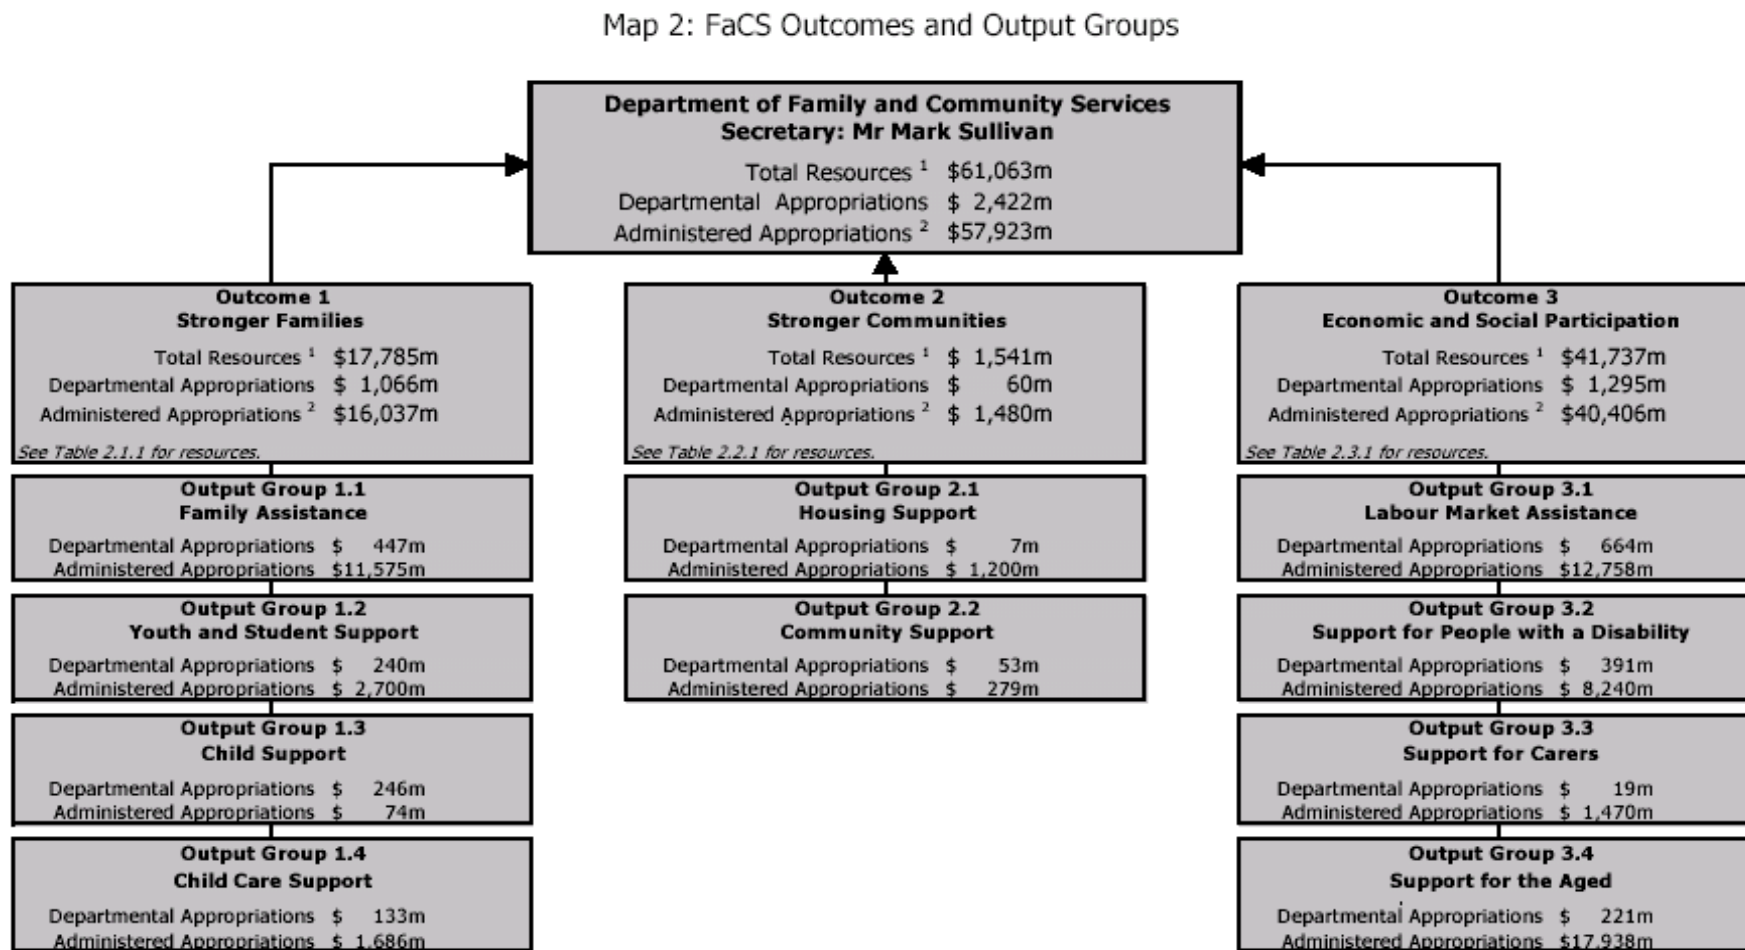 Map 2: FaCS Outcomes and Output Groups
Department of Family and Community Services
Secretary: Mr Mark Sullivan
Total Resources 1 $61,063m
Departmental Appropriations $ 2,422m
Administered Appropriations 2 $57,923m
Outcome 1
Stronger Families
Total Resources 1 $17,785m
Departmental Appropriations $ 1,066m
Administered Appropriations 2 $16,037m
See Table 2.1.1 for resources.
Output Group 1.1
Family Assistance
Departmental Appropriations $ 447m
Administered Appropriations $11,575m
Output Group 1.2
Youth and Student Support
Departmental Appropriations $ 240m
Administered Appropriations $ 2,700m
Output Group 1.3
Child Support
Departmental Appropriations $ 246m
Administered Appropriations $ 74m
Output Group 1.4
Child Care Support
Departmental Appropriations $ 133m
Administered Appropriations $ 1,686m
Outcome 2
Stronger Communities
Total Resources 1 $ 1,541m
Departmental Appropriations $ 60m
Administered Appropriations 2 $ 1,480m
See Table 2.2.1 for resources.
Output Group 2.1
Housing Support
Departmental Appropriations $ 7m
Administered Appropriations $ 1,200m
Output Group 2.2
Community Support
Departmental Appropriations $ 53m
Administered Appropriations $ 279m
Outcome 3
Economic and Social Participation
Total Resources 1 $41,737m
Departmental Appropriations $ 1,295m
Administered Appropriations 2 $40,406m
See Table 2.3.1 for resources.
Output Group 3.1
Labour Market Assistance
Departmental Appropriations $ 664m
Administered Appropriations $12,758m
Output Group 3.2
Support for People with a Disability
Departmental Appropriations $ 391m
Administered Appropriations $ 8,240m
Output Group 3.3
Support for Carers
Departmental Appropriations $ 19m
Administered Appropriations $ 1,470m
Output Group 3.4
Support for the Aged
Departmental Appropriations $ 221m
Administered Appropriations $17,938m